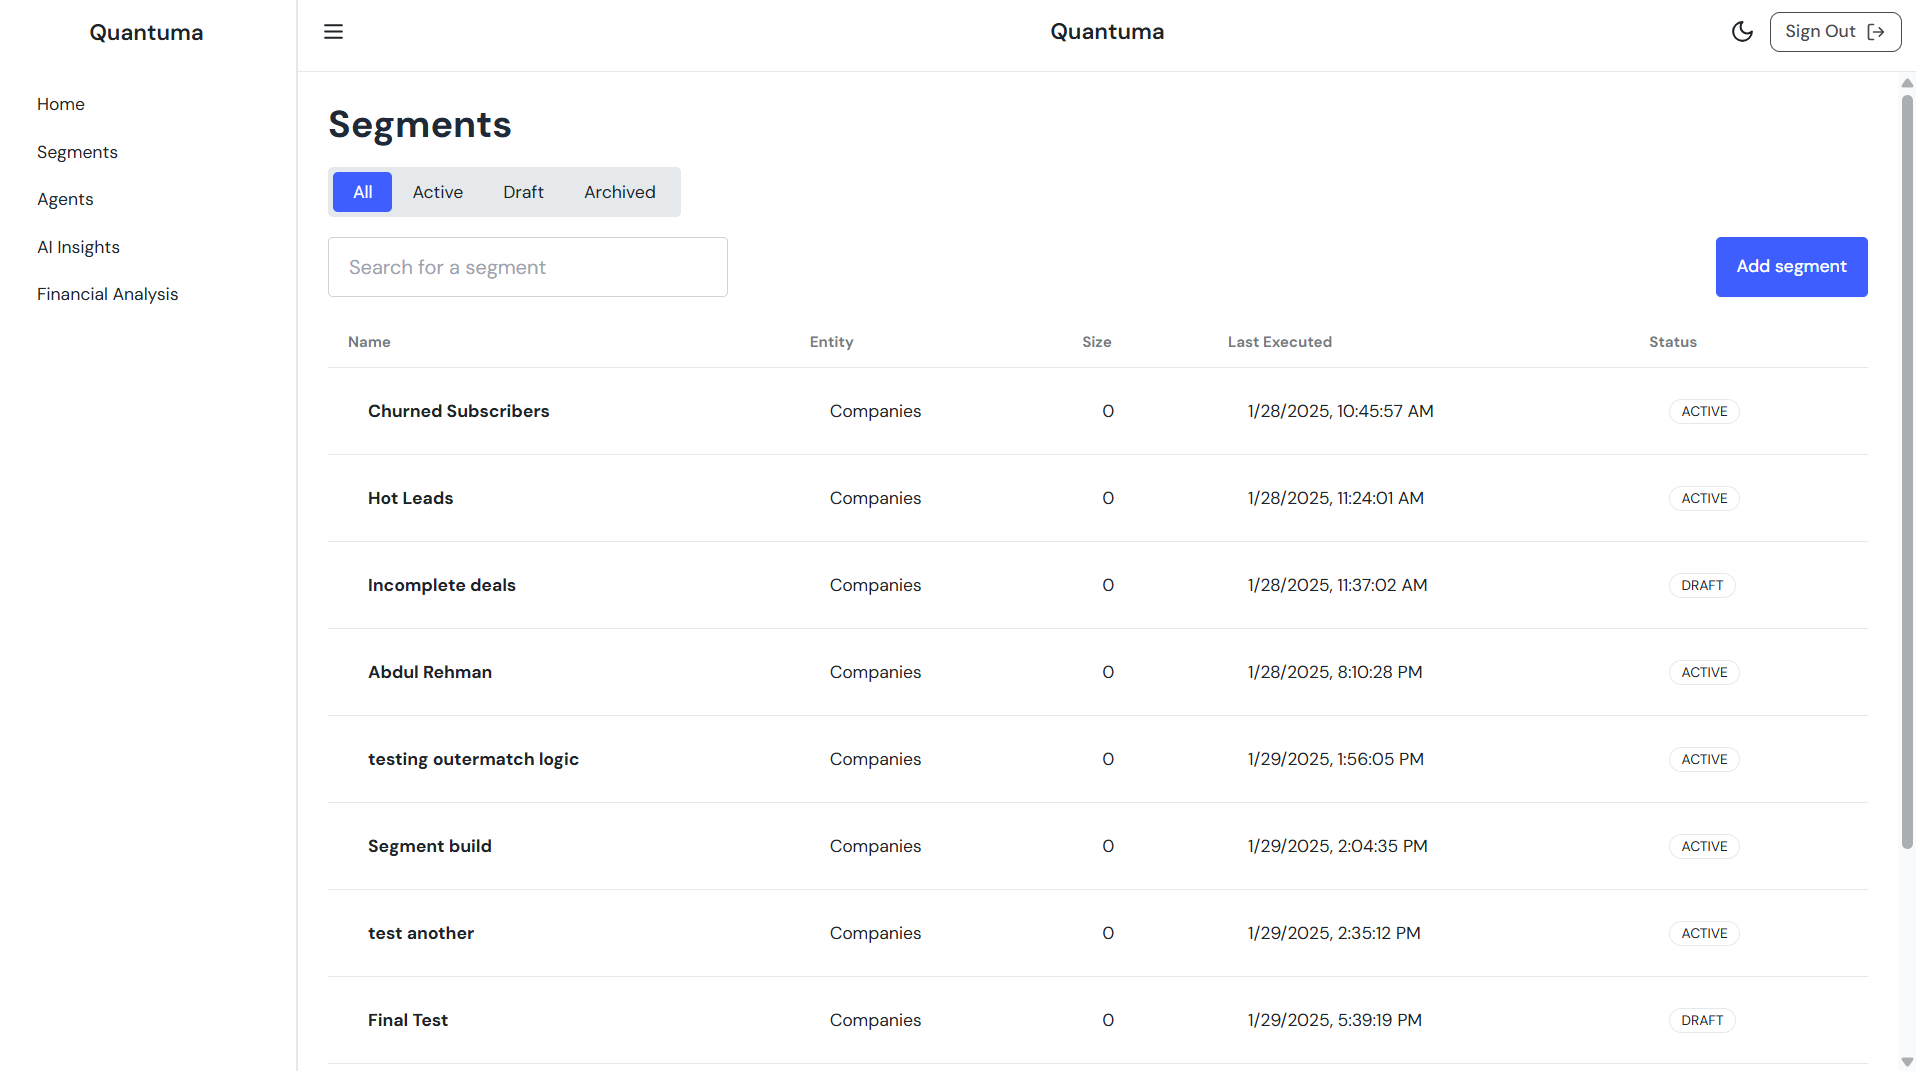 Quantuma
Home
Segments
Agents
AI Insights
Financial Analysis
Quantuma
Sign Out
Segments
All Active Draft Archived
Search for a segment
Add segment
Name Entity Size Last Executed Status
Churned Subscribers Companies 0 1/28/2025, 10:45:57 AM ACTIVE
Hot Leads Companies 0 1/28/2025, 11:24:01 AM ACTIVE
Incomplete deals Companies 0 1/28/2025, 11:37:02 AM DRAFT
Abdul Rehman Companies 0 1/28/2025, 8:10:28 PM ACTIVE
testing outermatch logic Companies 0 1/29/2025, 1:56:05 PM ACTIVE
Segment build Companies 0 1/29/2025, 2:04:35 PM ACTIVE
test another Companies 0 1/29/2025, 2:35:12 PM ACTIVE
Final Test Companies 0 1/29/2025, 5:39:19 PM DRAFT